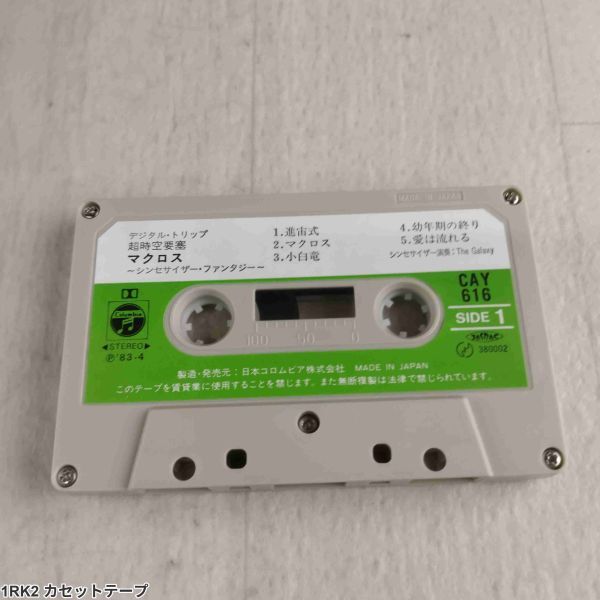 MADE IN JAPAN
デジタル・トリップ
超時空要塞
マクロス
～シンセサイザー・ファンタジー～
1.進宙式
2.マクロス
3.小白竜
4.幼年期の終り
5.愛は流れる
シンセサイザー演奏：The Galaxy
CAY
616
SIDE 1
Columbia
◀STEREO▶
Ⓟ'83・4
100 50 0
380002
製造・発売元：日本コロムビア株式会社 MADE IN JAPAN
このテープを賃貸業に使用することを禁じます。また無断複製は法律で禁じられています。
1RK2 カセットテープ